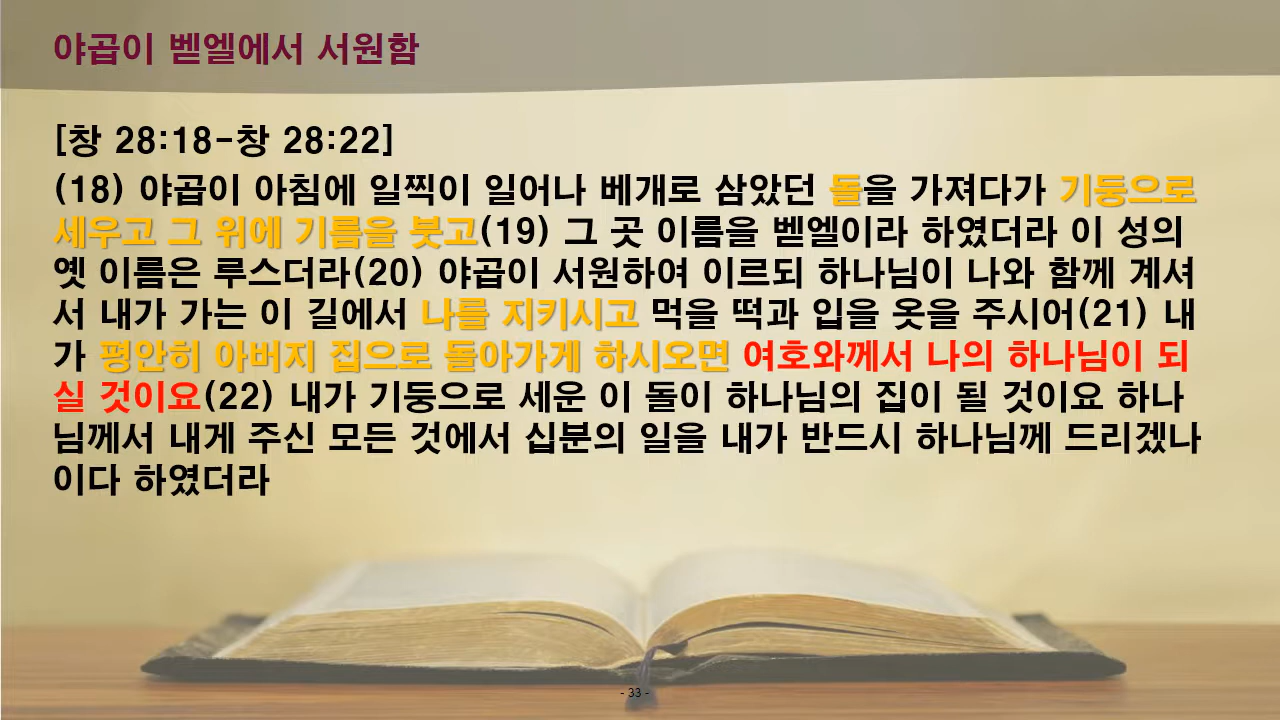 야곱이 벧엘에서 서원함
[창 28:18-창 28:22]
(18) 야곱이 아침에 일찍이 일어나 베개로 삼았던 돌을 가져다가 기둥으로
세우고 그 위에 기름을 붓고(19) 그 곳 이름을 벧엘이라 하였더라 이 성의
옛 이름은 루스더라(20) 야곱이 서원하여 이르되 하나님이 나와 함께 계셔
서 내가 가는 이 길에서 나를 지키시고 먹을 떡과 입을 옷을 주시어(21) 내
가 평안히 아버지 집으로 돌아가게 하시오면 여호와께서 나의 하나님이 되
실 것이요(22) 내가 기둥으로 세운 이 돌이 하나님의 집이 될 것이요 하나
님께서 내게 주신 모든 것에서 십분의 일을 내가 반드시 하나님께 드리겠나
이다 하였더라
- 33 -